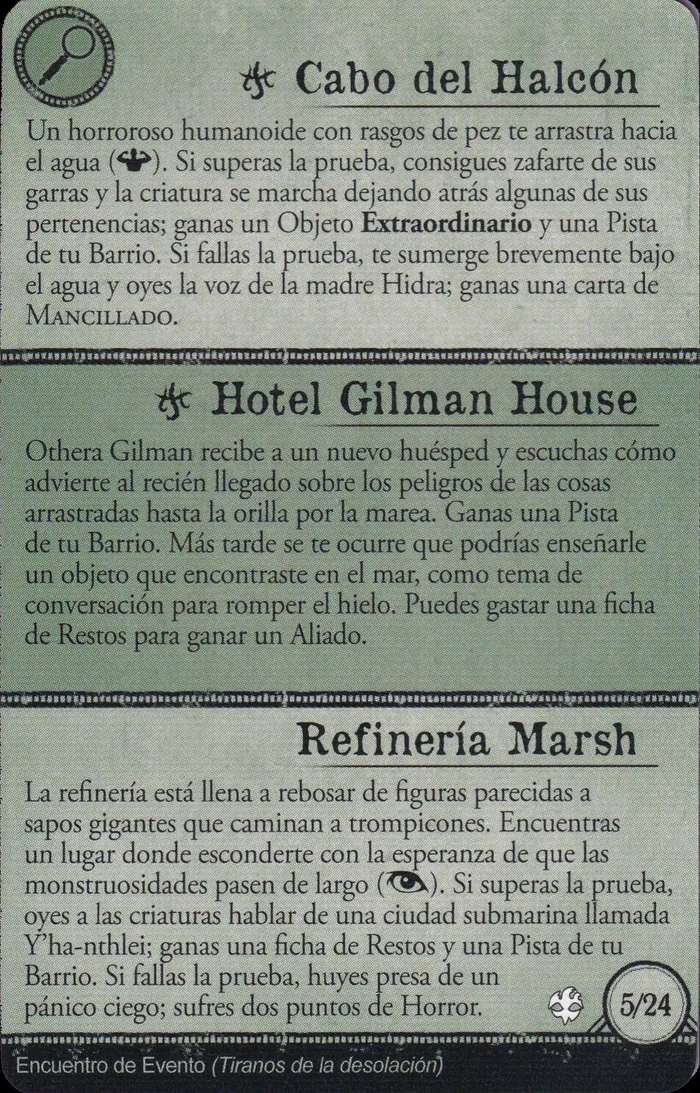 Cabo del Halcón
Un horroroso humanoide con rasgos de pez te arrastra hacia
el agua (). Si superas la prueba, consigues zafarte de sus
garras y la criatura se marcha dejando atrás algunas de sus
pertenencias; ganas un Objeto Extraordinario y una Pista
de tu Barrio. Si fallas la prueba, te sumerge brevemente bajo
el agua y oyes la voz de la madre Hidra; ganas una carta de
MANCILLADO.
Hotel Gilman House
Othera Gilman recibe a un nuevo huésped y escuchas cómo
advierte al recién llegado sobre los peligros de las cosas
arrastradas hasta la orilla por la marea. Ganas una Pista
de tu Barrio. Más tarde se te ocurre que podrías enseñarle
un objeto que encontraste en el mar, como tema de
conversación para romper el hielo. Puedes gastar una ficha
de Restos para ganar un Aliado.
Refinería Marsh
La refinería está llena a rebosar de figuras parecidas a
sapos gigantes que caminan a trompicones. Encuentras
un lugar donde esconderte con la esperanza de que las
monstruosidades pasen de largo (). Si superas la prueba,
oyes a las criaturas hablar de una ciudad submarina llamada
Y'ha-nthlei; ganas una ficha de Restos y una Pista de tu
Barrio. Si fallas la prueba, huyes presa de un
pánico ciego; sufres dos puntos de Horror.
5/24
Encuentro de Evento (Tiranos de la desolación)